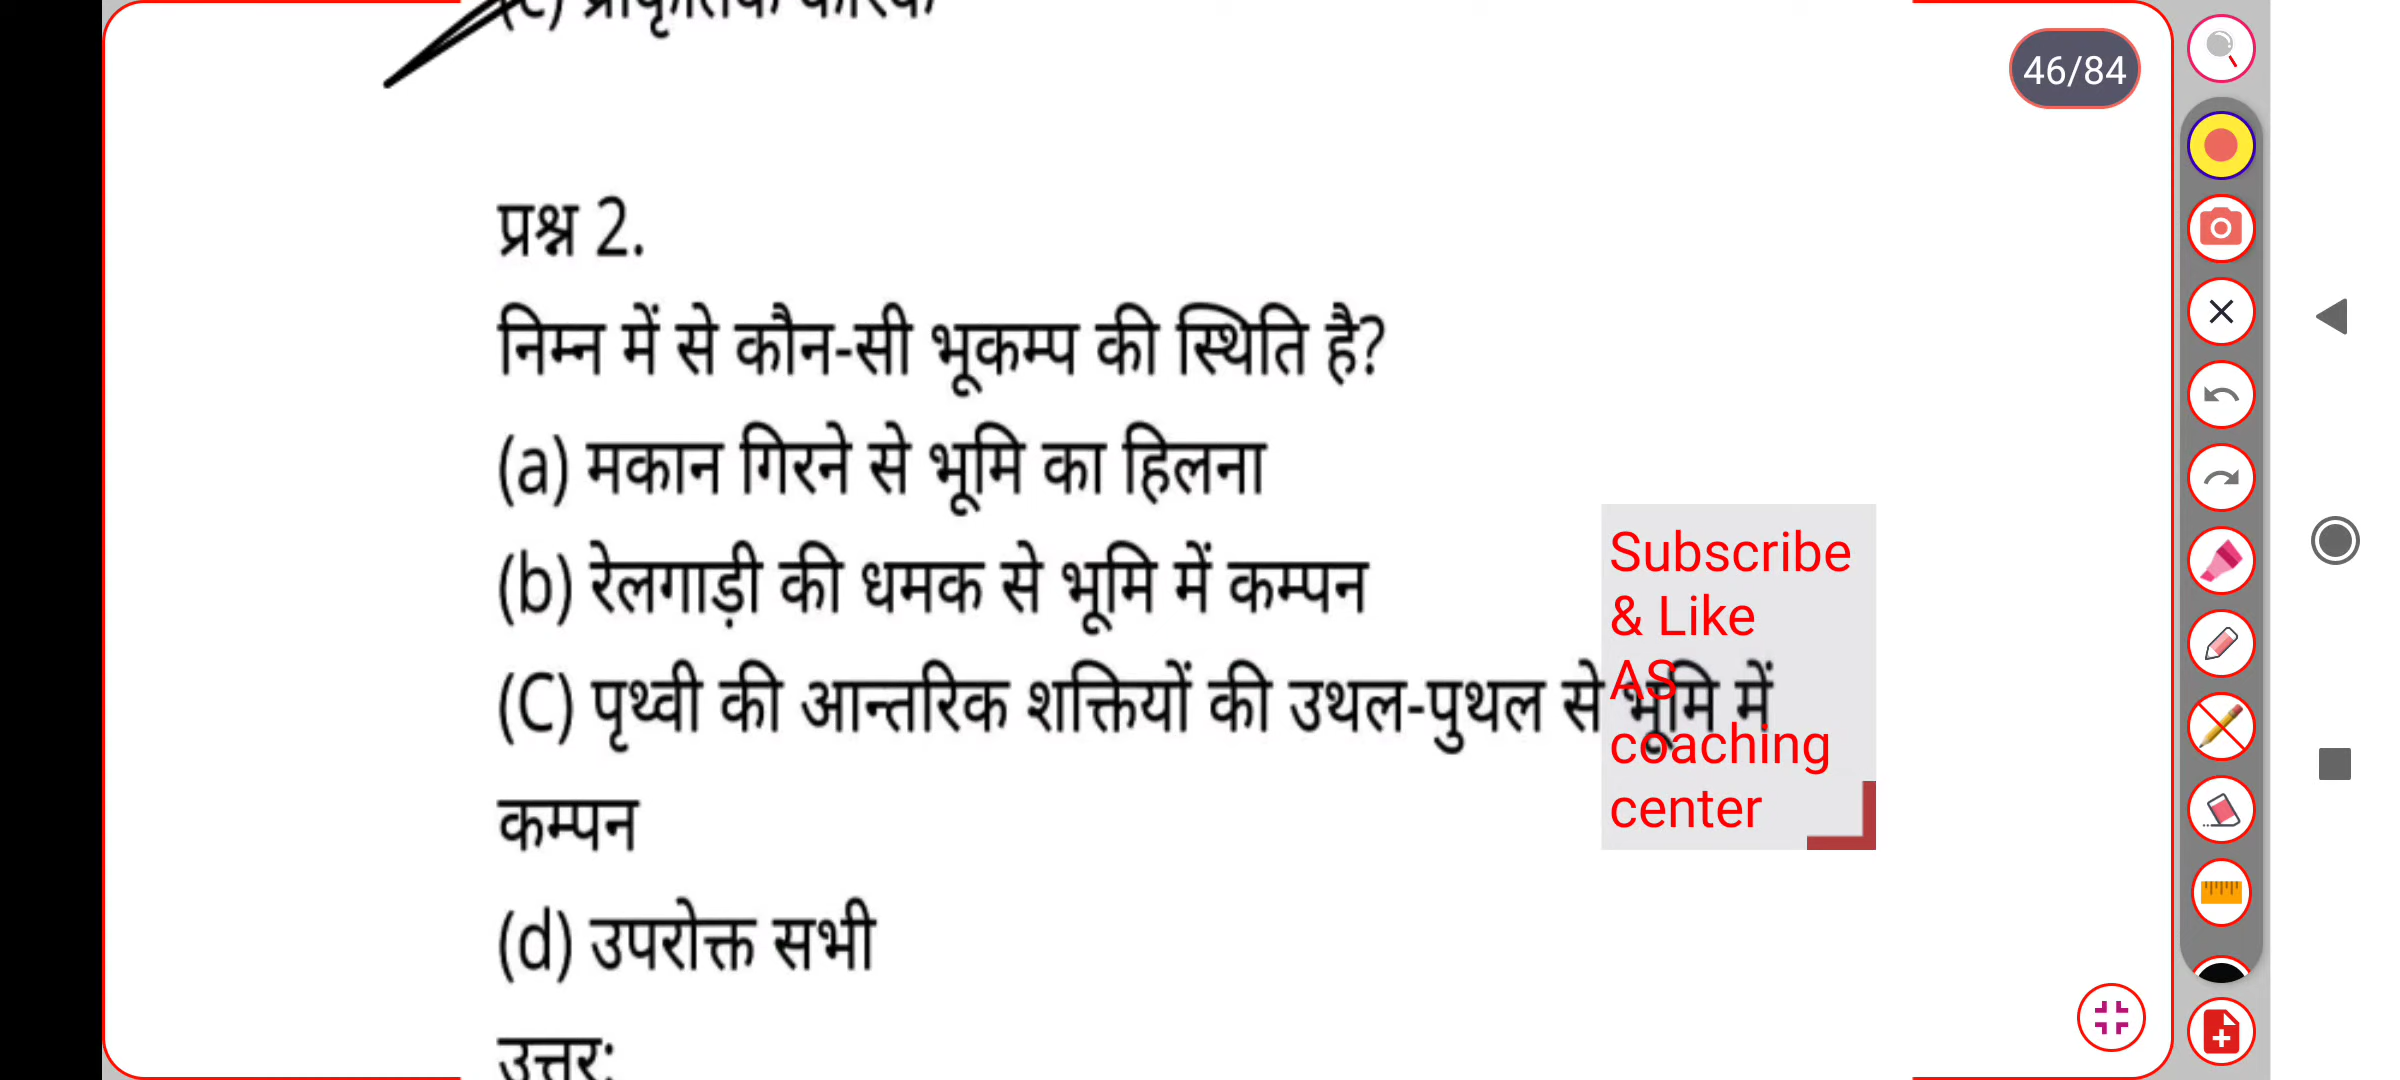 (c) प्राकृतिक कारक
46/84
प्रश्न 2.
निम्न में से कौन-सी भूकम्प की स्थिति है?
(a) मकान गिरने से भूमि का हिलना
(b) रेलगाड़ी की धमक से भूमि में कम्पन
(C) पृथ्वी की आन्तरिक शक्तियों की उथल-पुथल से भूमि में
कम्पन
(d) उपरोक्त सभी
उत्तर:
Subscribe
& Like
AS
coaching
center